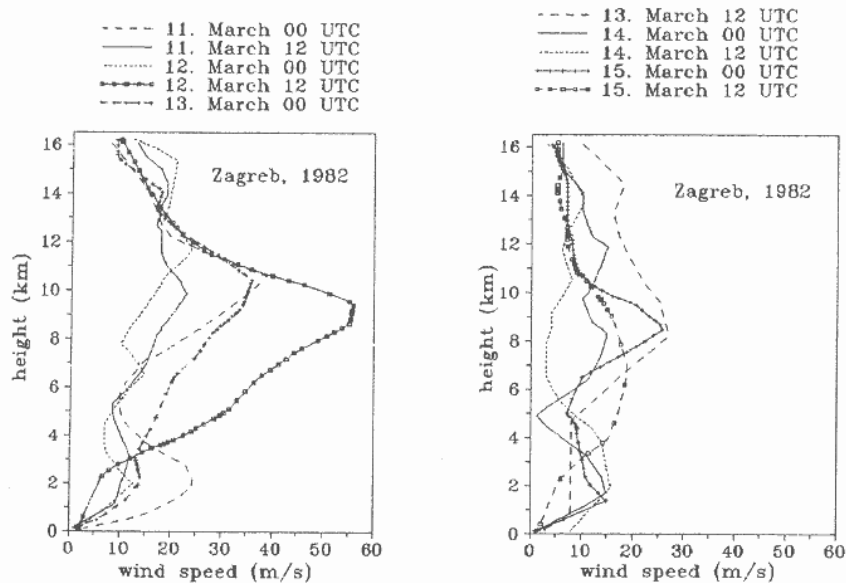 11. March 00 UTC
11. March 12 UTC
12. March 00 UTC
12. March 12 UTC
13. March 00 UTC
16
14
12
10
8
6
4
2
0
height (km)
Zagreb, 1982
0 10 20 30 40 50 60
wind speed (m/s)
13. March 12 UTC
14. March 00 UTC
14. March 12 UTC
15. March 00 UTC
15. March 12 UTC
16
14
12
10
8
6
4
2
0
height (km)
Zagreb, 1982
0 10 20 30 40 50 60
wind speed (m/s)